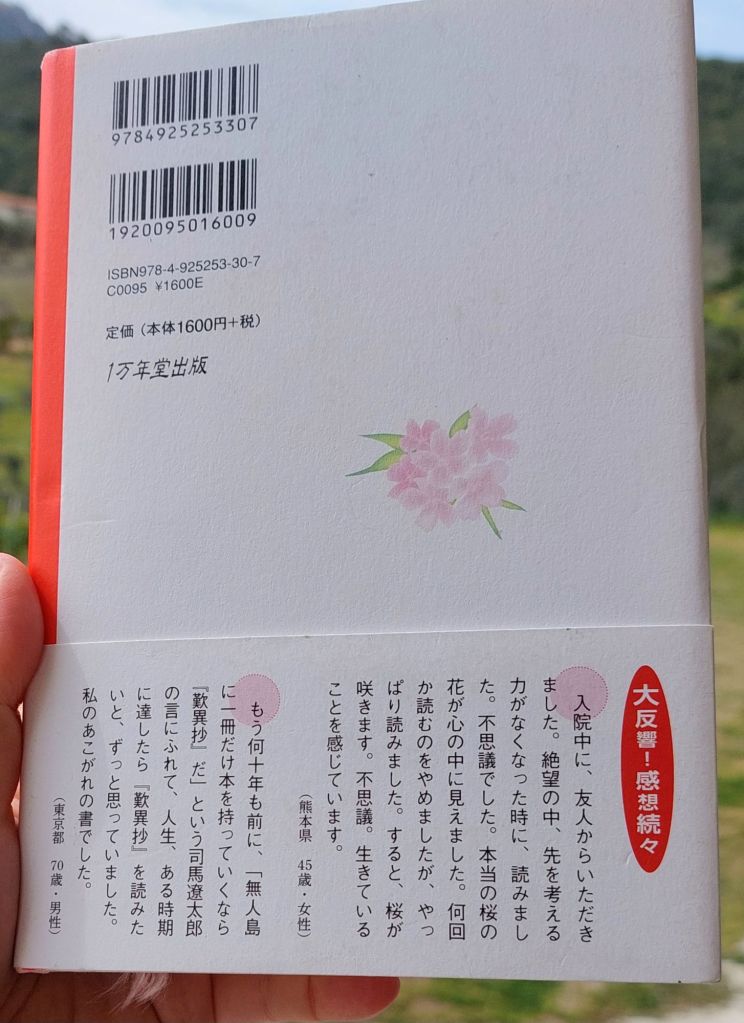 9784925253307
1920095016009
ISBN978-4-925253-30-7
C0095 ¥1600E
定価（本体1600円＋税）
1万年堂出版
大反響！感想続々
入院中に、友人からいただき
ました。絶望の中、先を考える
力がなくなった時に、読みまし
た。不思議でした。本当の桜の
花が心の中に見えました。何回
か読むのをやめましたが、やっ
ぱり読みました。すると、桜が
咲きます。不思議。生きている
ことを感じています。
（熊本県 45歳・女性）
もう何十年も前に、「無人島
に一冊だけ本を持っていくなら
『歎異抄』だ」という司馬遼太郎
の言にふれて、人生、ある時期
に達したら『歎異抄』を読みた
いと、ずっと思っていました。
私のあこがれの書でした。
（東京都 70歳・男性）